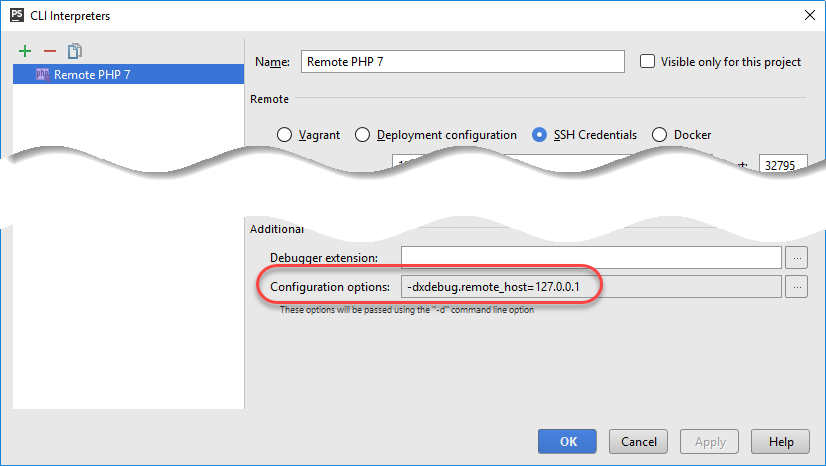 PS CLI Interpreters
php Remote PHP 7
Name: Remote PHP 7 Visible only for this project
Remote
Vagrant Deployment configuration SSH Credentials Docker
32795
Additional
Debugger extension: ...
Configuration options: -dxdebug.remote_host=127.0.0.1 ...
These options will be passed using the "-d" command line option
OK Cancel Apply Help